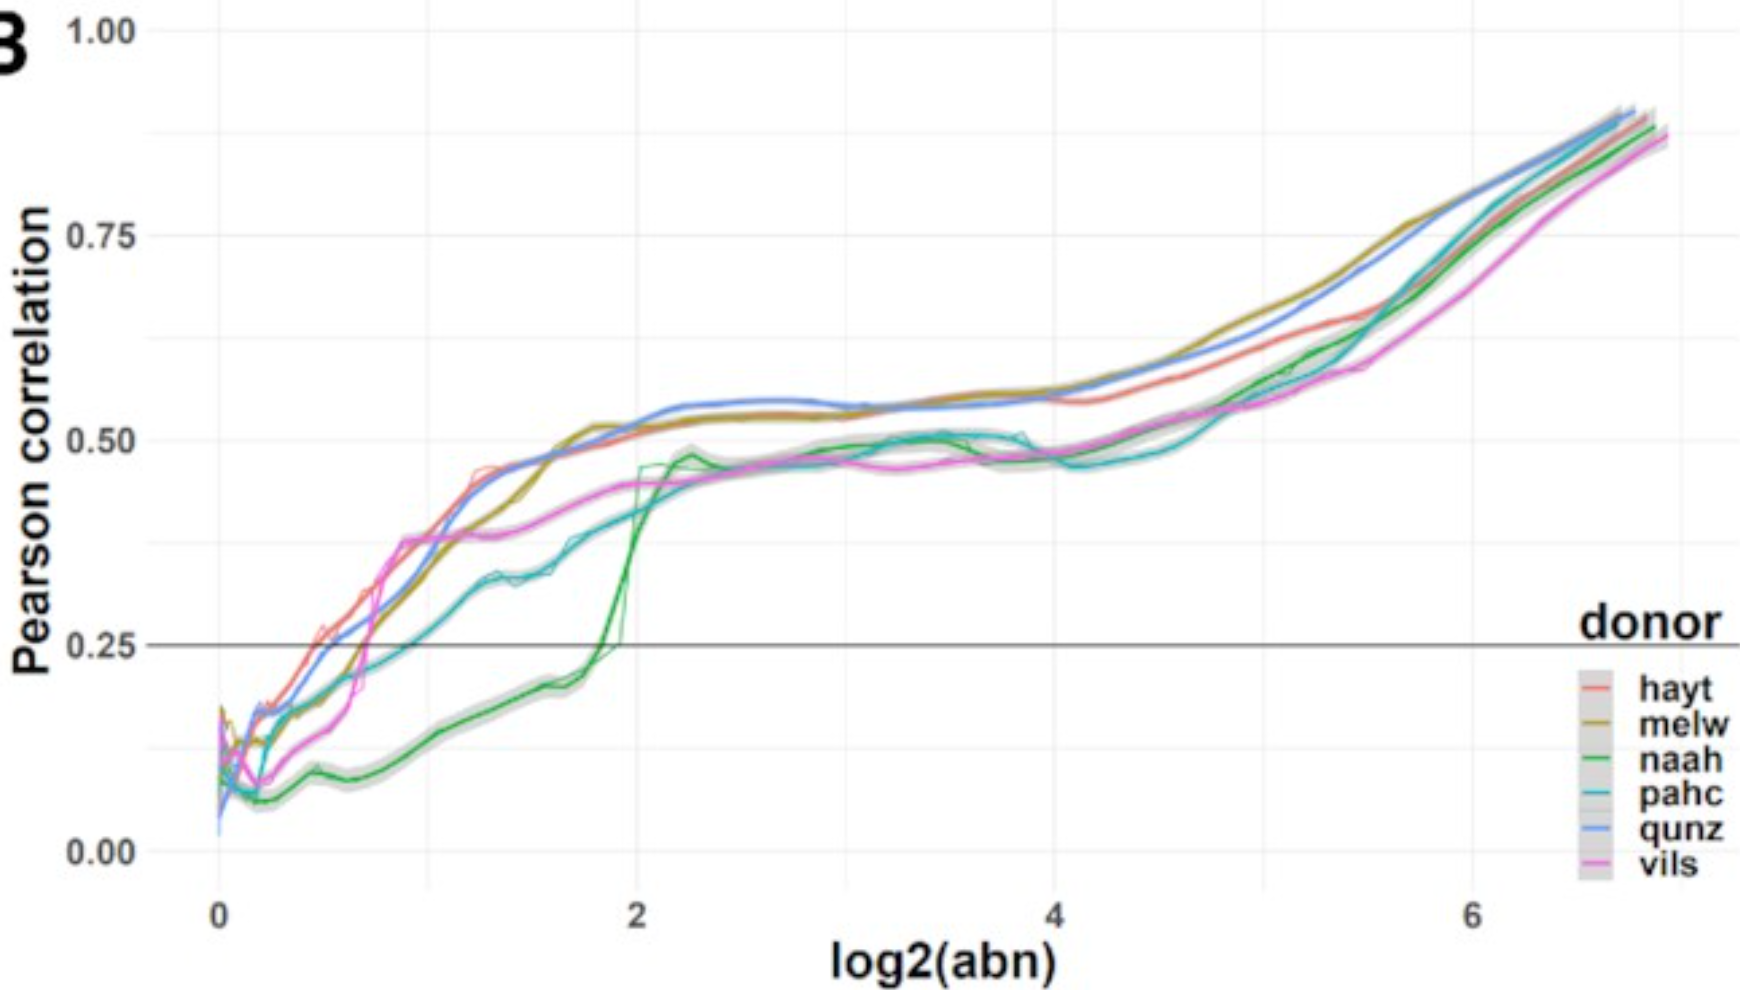 B
1.00
0.75
0.50
0.25
0.00
Pearson correlation
0
2
4
6
log2(abn)
donor
hayt
melw
naah
pahc
qunz
vils